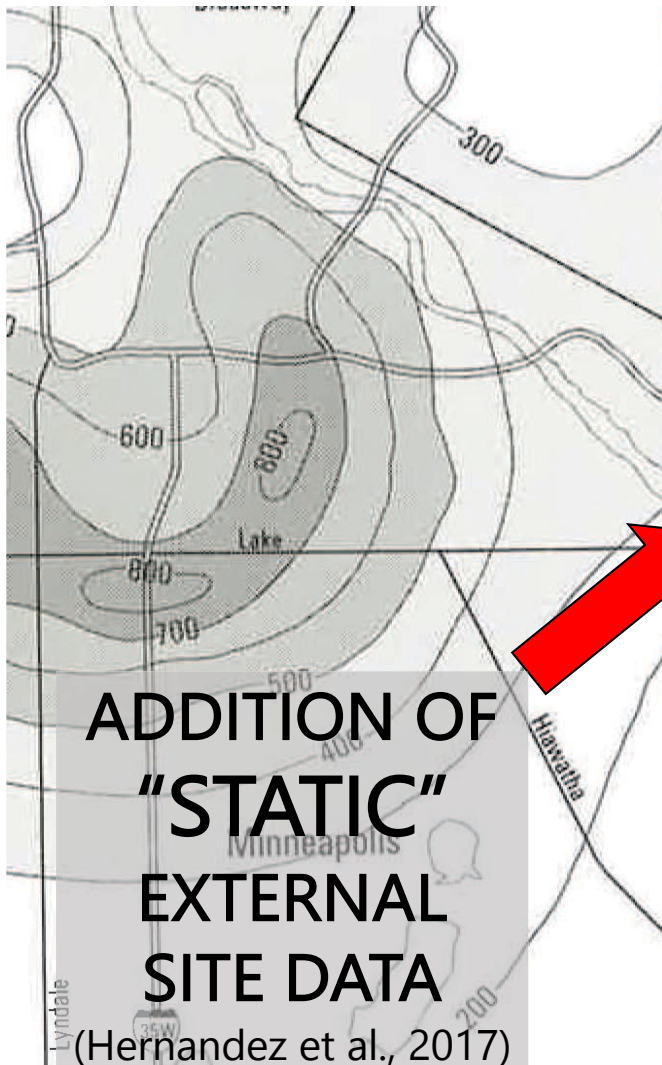 Broadway
300
600
800
Lake
800
700
500
ADDITION OF
400
“STATIC”
Hiawatha
Minneapolis
EXTERNAL
SITE DATA
200
Lyndale
35W
(Hernandez et al., 2017)